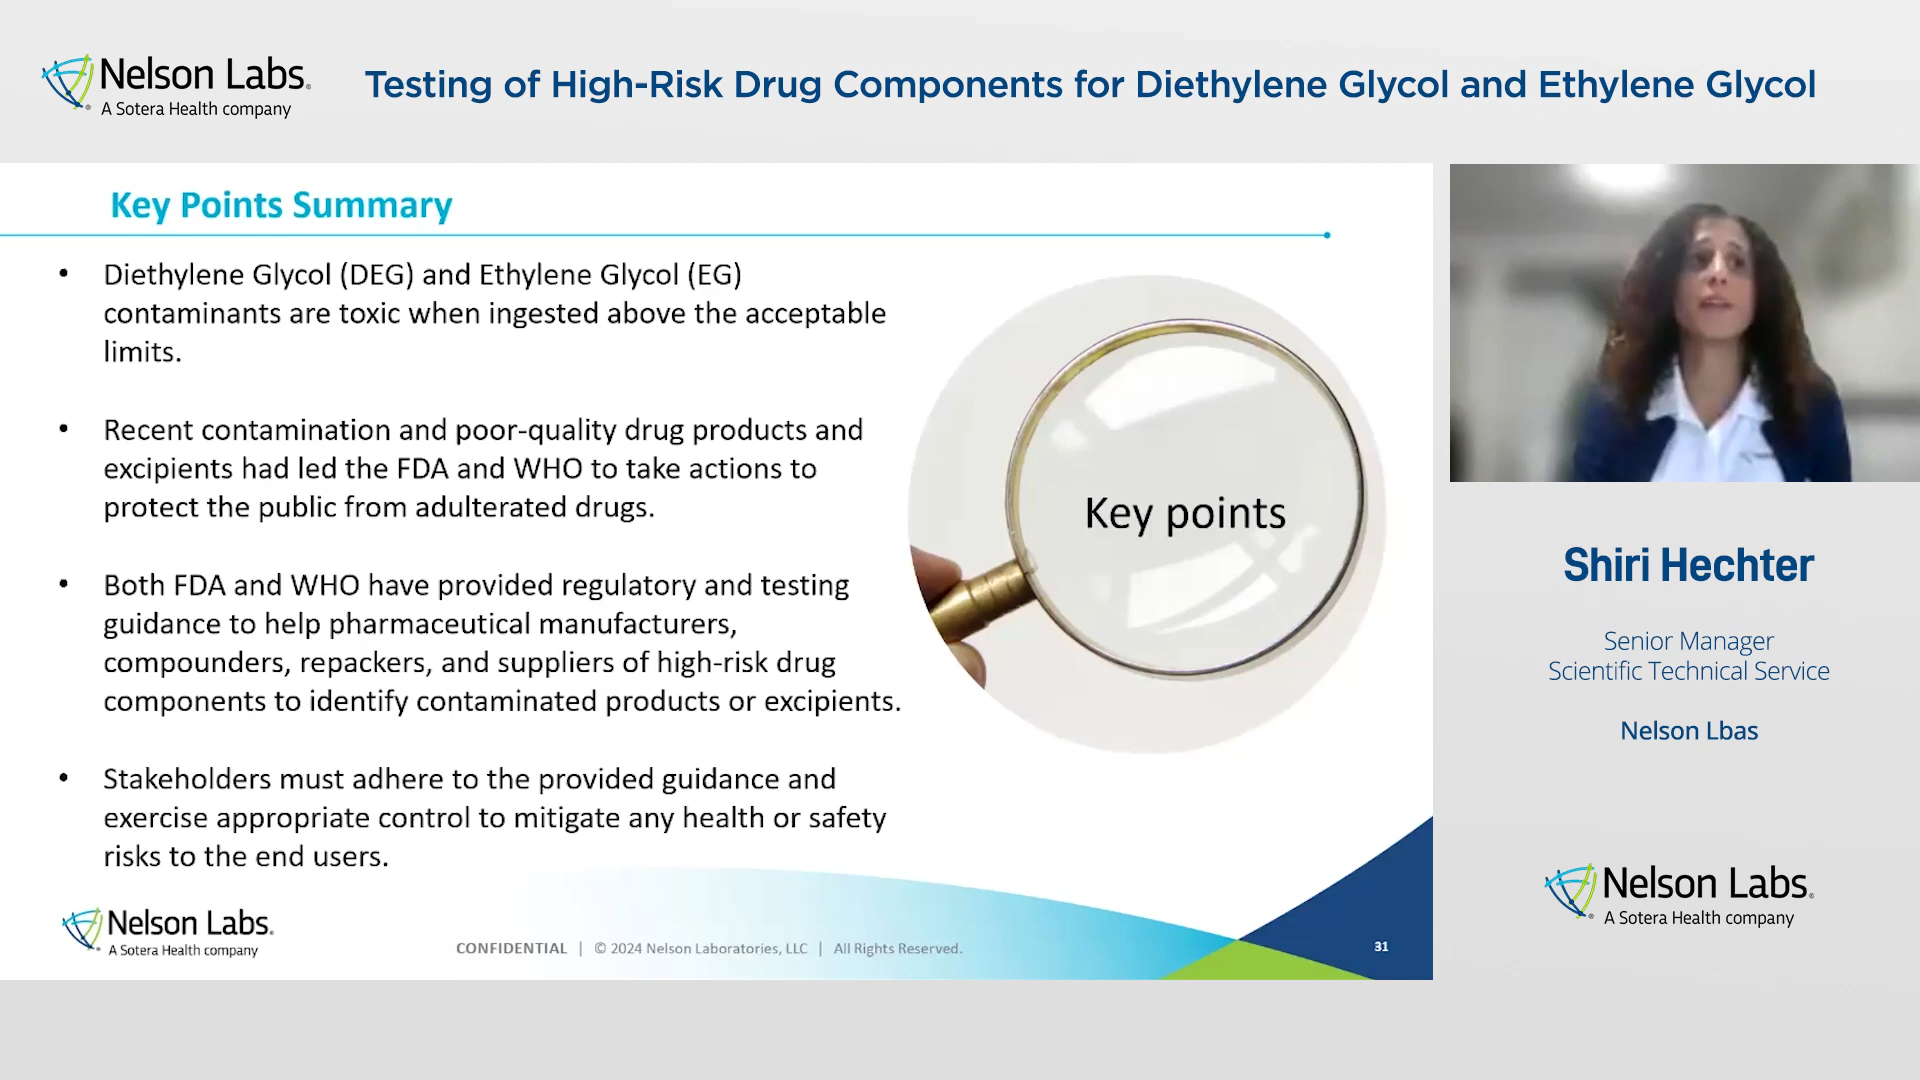 Nelson Labs®
A Sotera Health company
Testing of High-Risk Drug Components for Diethylene Glycol and Ethylene Glycol
Key Points Summary
• Diethylene Glycol (DEG) and Ethylene Glycol (EG)
contaminants are toxic when ingested above the acceptable
limits.
• Recent contamination and poor-quality drug products and
excipients had led the FDA and WHO to take actions to
protect the public from adulterated drugs.
• Both FDA and WHO have provided regulatory and testing
guidance to help pharmaceutical manufacturers,
compounders, repackers, and suppliers of high-risk drug
components to identify contaminated products or excipients.
• Stakeholders must adhere to the provided guidance and
exercise appropriate control to mitigate any health or safety
risks to the end users.
Key points
Nelson Labs®
A Sotera Health company
CONFIDENTIAL | © 2024 Nelson Laboratories, LLC | All Rights Reserved.
31
Shiri Hechter
Senior Manager
Scientific Technical Service
Nelson Lbas
Nelson Labs®
A Sotera Health company